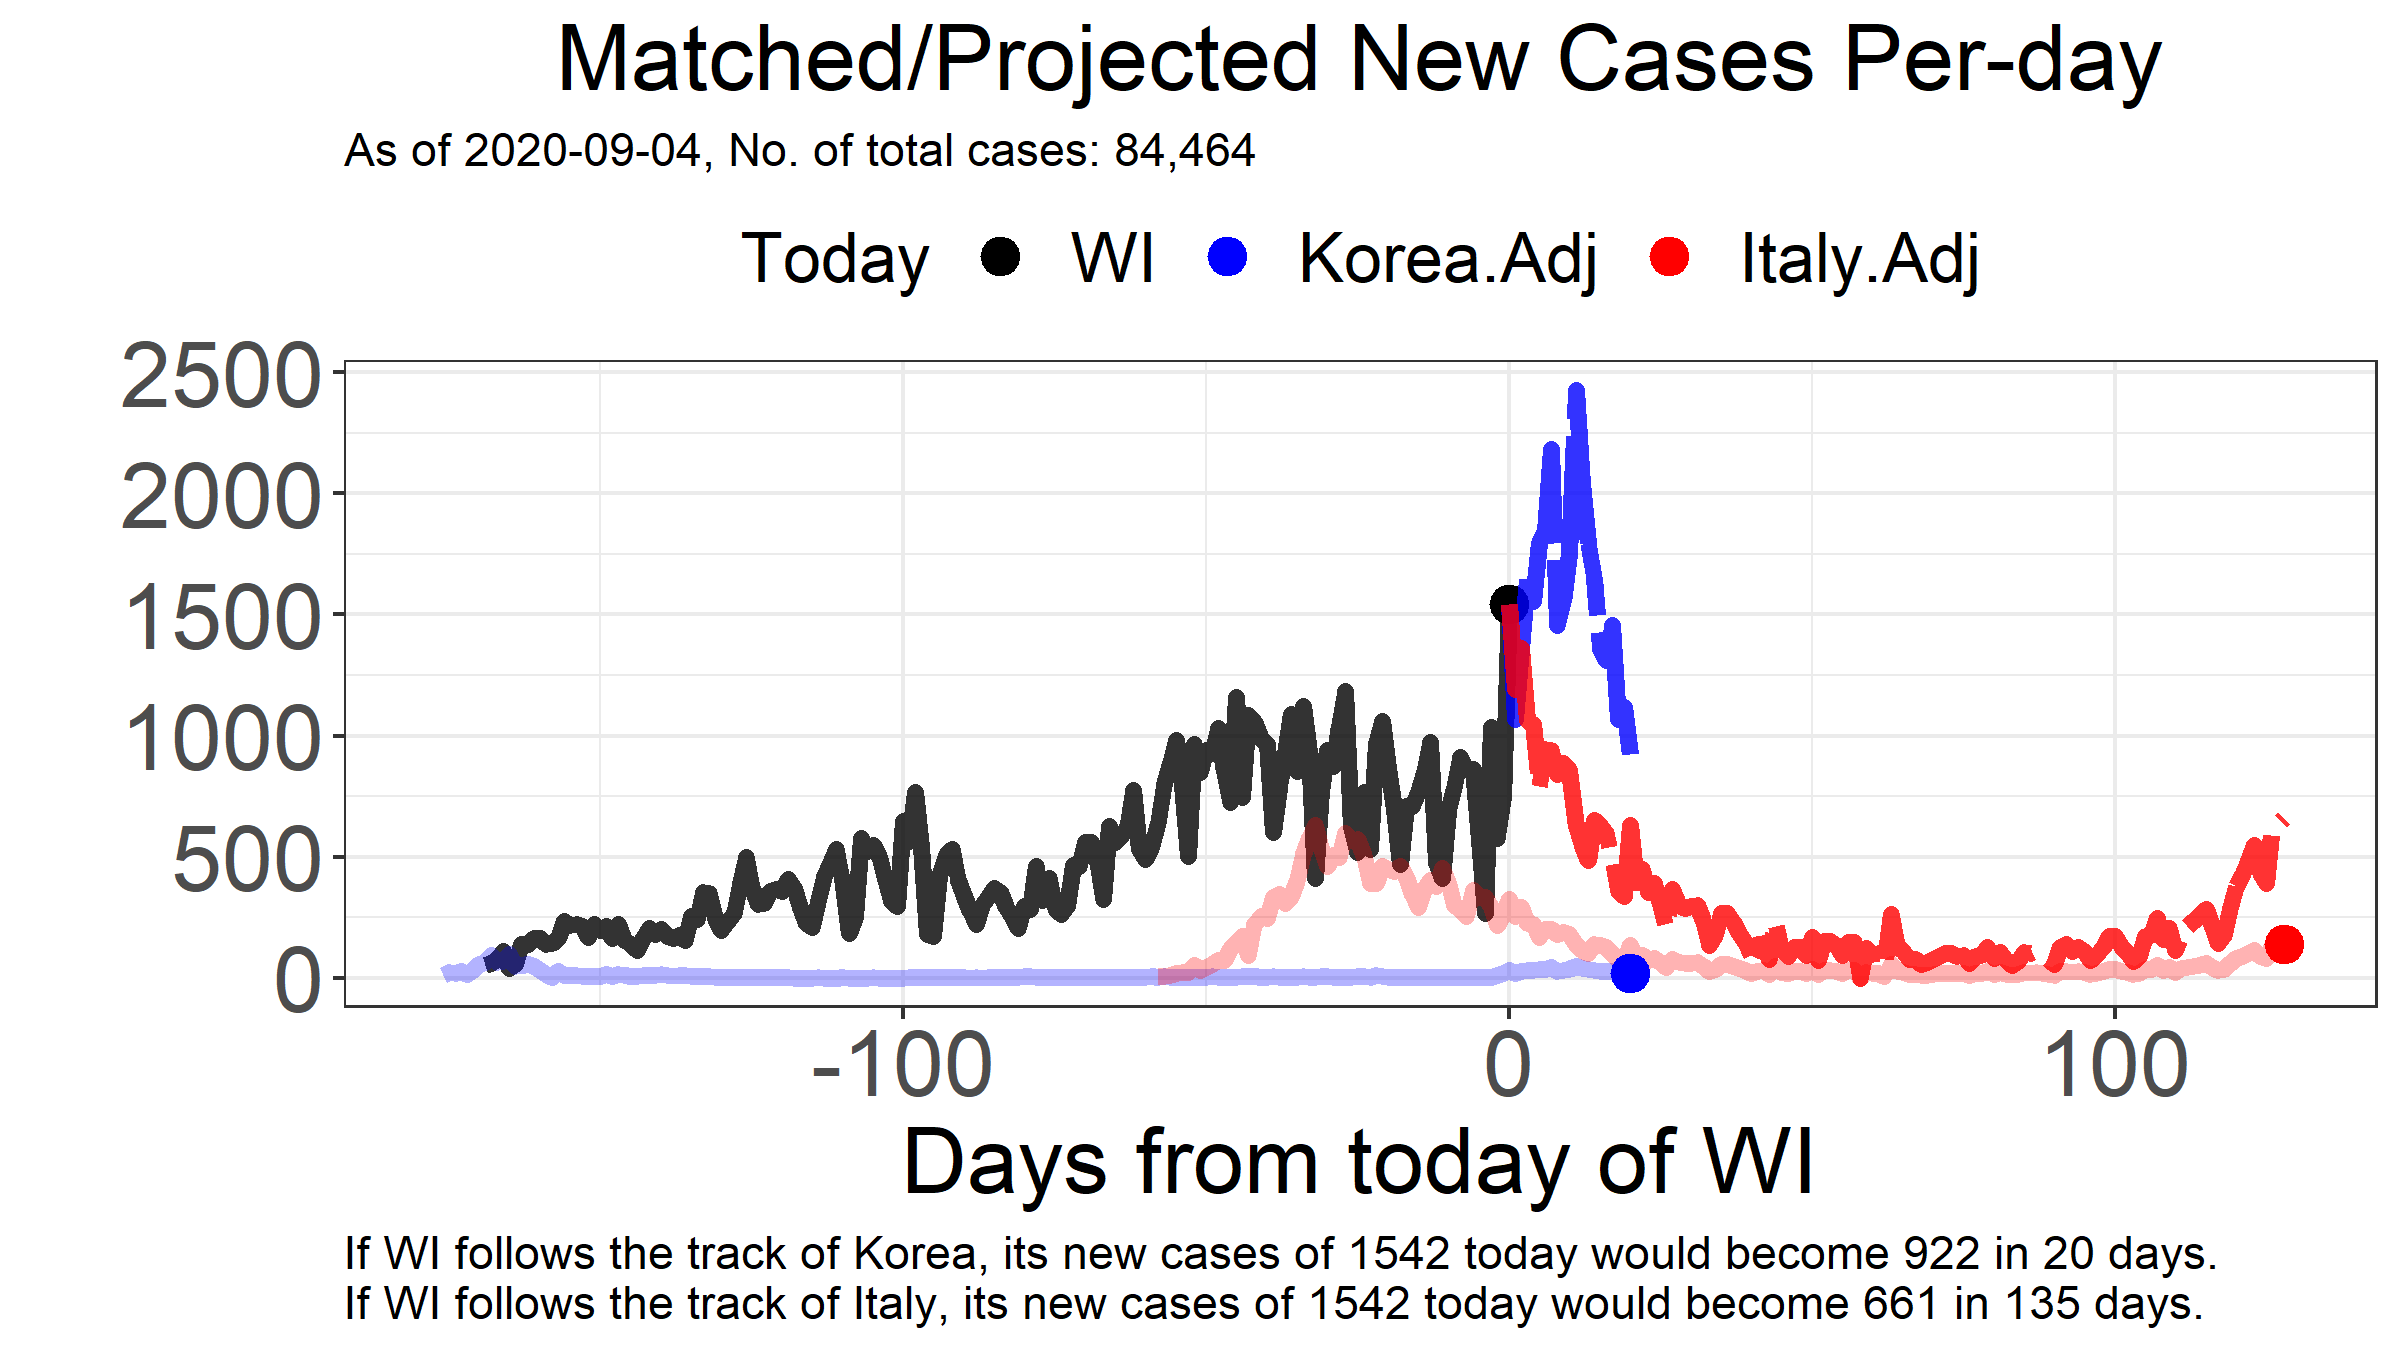 Matched/Projected New Cases Per-day
As of 2020-09-04, No. of total cases: 84,464
Today WI Korea.Adj Italy.Adj
2500
2000
1500
1000
500
0
-100 0 100
Days from today of WI
If WI follows the track of Korea, its new cases of 1542 today would become 922 in 20 days.
If WI follows the track of Italy, its new cases of 1542 today would become 661 in 135 days.